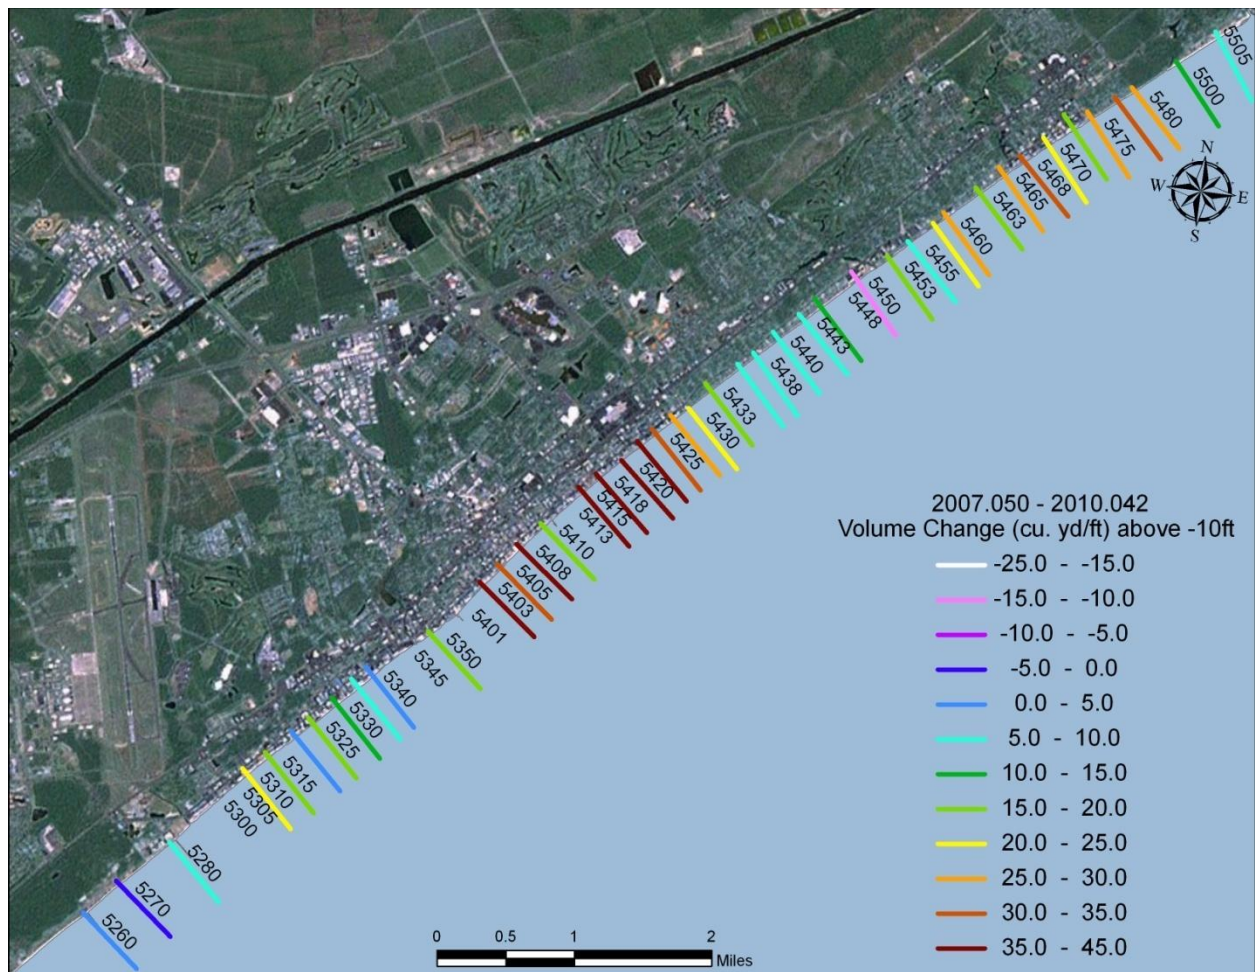 5505
5500
5480
5475
5470
5468
5465
5463
5460
5455
5453
5450
5448
5443
5440
5438
5433
5430
5425
5420
5418
5415
5413
5410
5408
5405
5403
5401
5350
5345
5340
5330
5325
5315
5310
5305
5300
5280
5270
5260
N
W E
S
2007.050 - 2010.042
Volume Change (cu. yd/ft) above -10ft
-25.0 - -15.0
-15.0 - -10.0
-10.0 - -5.0
-5.0 - 0.0
0.0 - 5.0
5.0 - 10.0
10.0 - 15.0
15.0 - 20.0
20.0 - 25.0
25.0 - 30.0
30.0 - 35.0
35.0 - 45.0
0 0.5 1 2
Miles